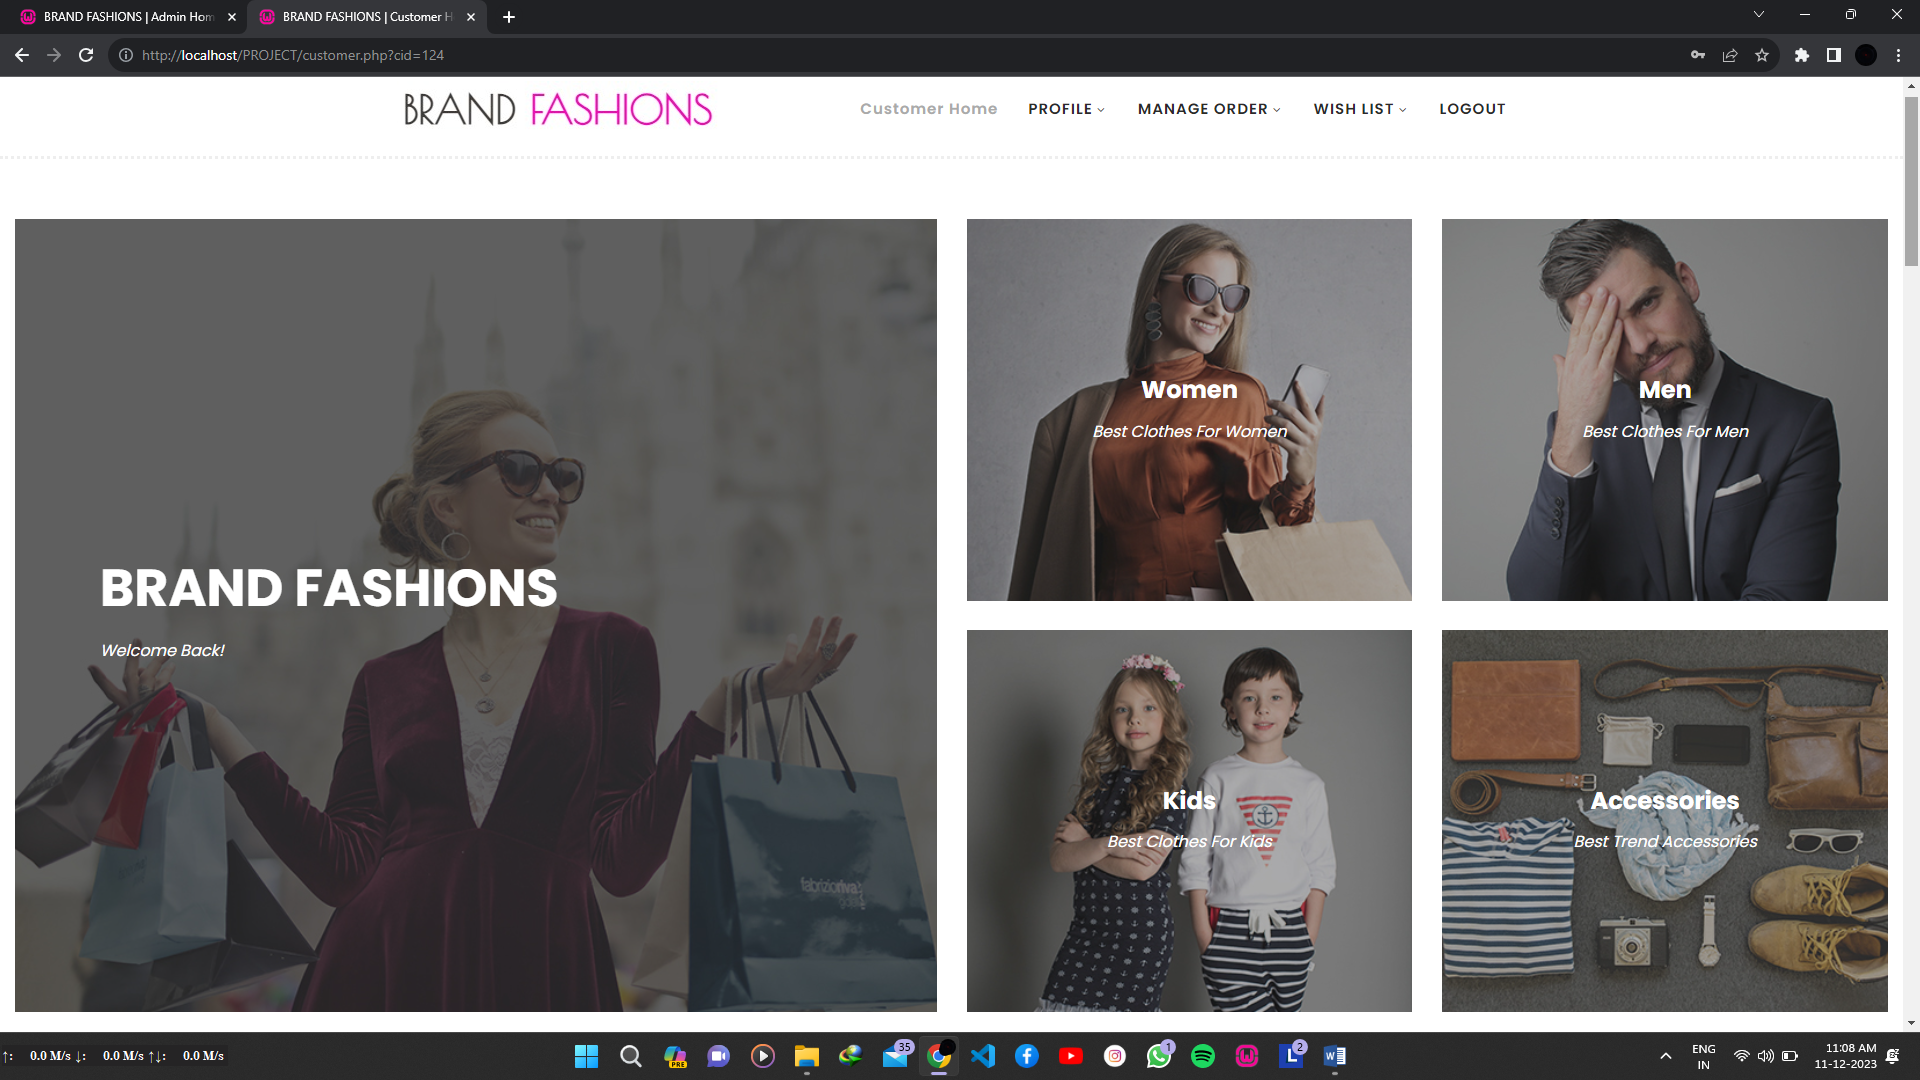 BRAND FASHIONS | Admin Hom
BRAND FASHIONS | Customer H
http://localhost/PROJECT/customer.php?cid=124
BRAND FASHIONS
Customer Home
PROFILE
MANAGE ORDER
WISH LIST
LOGOUT
BRAND FASHIONS
Welcome Back!
fabrizioriva
Women
Best Clothes For Women
Men
Best Clothes For Men
Kids
Best Clothes For Kids
Accessories
Best Trend Accessories
↑: 0.0 M/s ↓: 0.0 M/s ↑↓: 0.0 M/s
PRE
35
1
L
2
W
ENG
IN
11:08 AM
11-12-2023